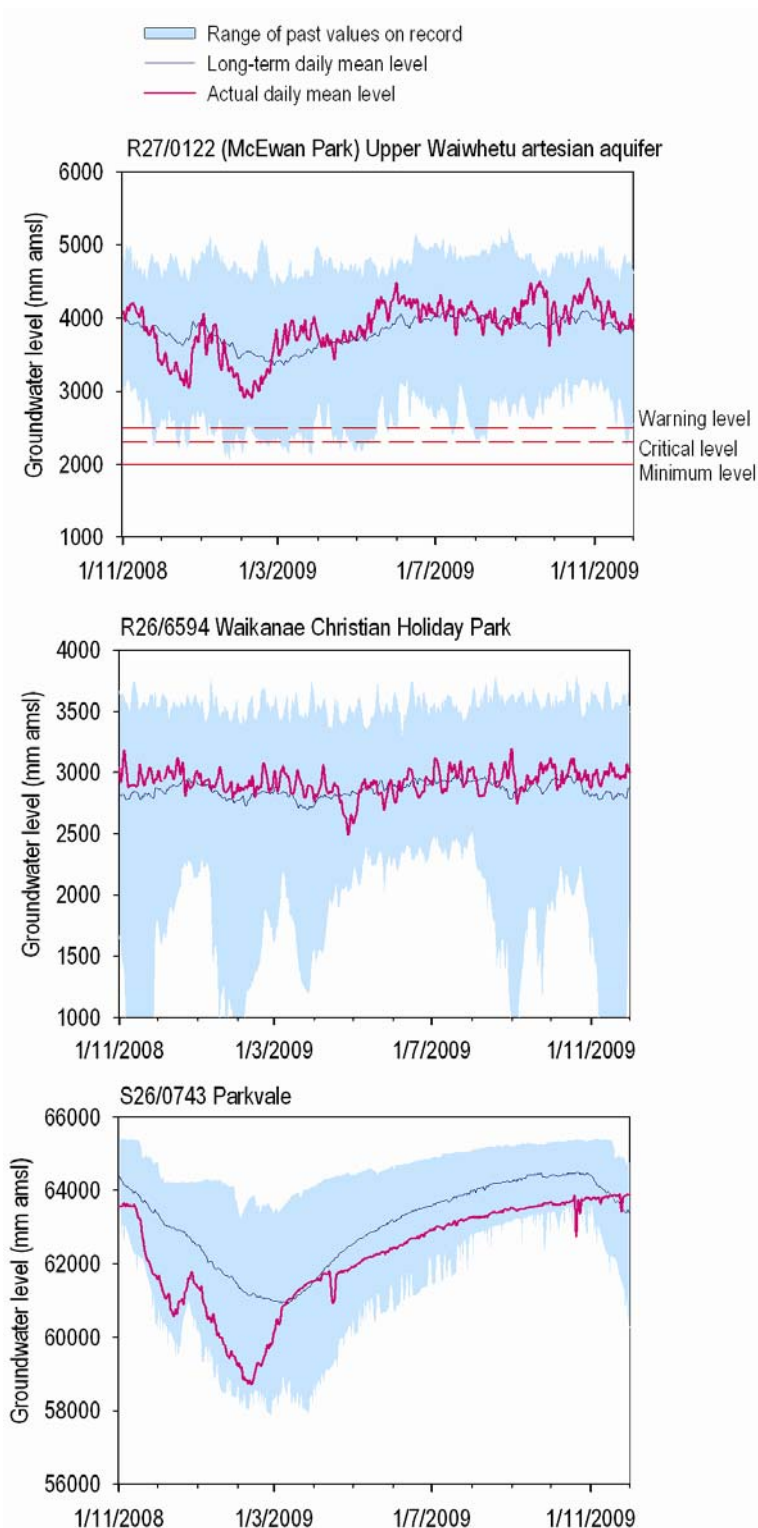 Range of past values on record
Long-term daily mean level
Actual daily mean level
R27/0122 (McEwan Park) Upper Waiwhetu artesian aquifer
Groundwater level (mm amsl)
6000
5000
4000
3000
2000
1000
Warning level
Critical level
Minimum level
1/11/2008 1/3/2009 1/7/2009 1/11/2009
R26/6594 Waikanae Christian Holiday Park
Groundwater level (mm amsl)
4000
3500
3000
2500
2000
1500
1000
1/11/2008 1/3/2009 1/7/2009 1/11/2009
S26/0743 Parkvale
Groundwater level (mm amsl)
66000
64000
62000
60000
58000
56000
1/11/2008 1/3/2009 1/7/2009 1/11/2009